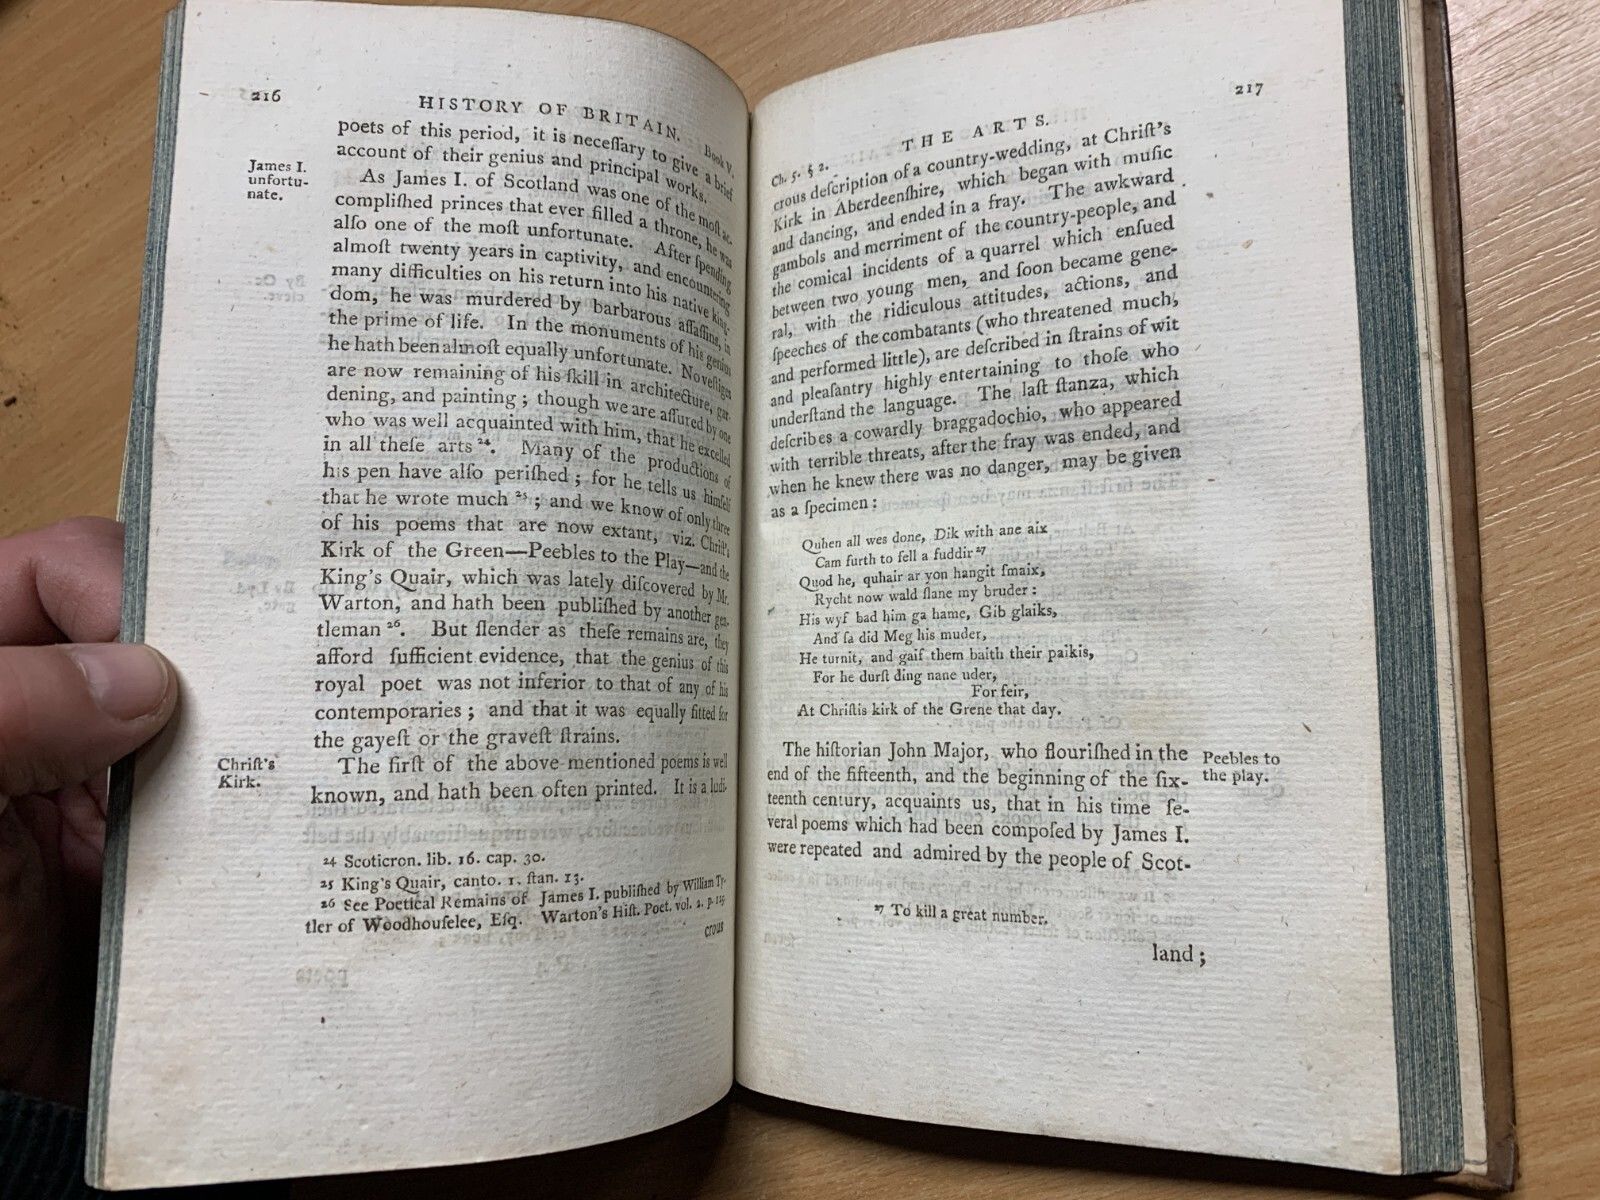 216
HISTORY OF BRITAIN. Book V.
poets of this period, it is neceſſary to give a brief
account of their genius and principal works.
James I.
unfortu-
nate.
As James I. of Scotland was one of the moſt ac-
compliſhed princes that ever filled a throne, he was
alſo one of the moſt unfortunate. After ſpending
almoſt twenty years in captivity, and encountering
many difficulties on his return into his native king-
dom, he was murdered by barbarous aſſaſſins, in
the prime of life. In the monuments of his genius
he hath been almoſt equally unfortunate. No veſtiges
are now remaining of his ſkill in architecture, gar-
dening, and painting; though we are aſſured by one
who was well acquainted with him, that he excelled
in all theſe arts 24. Many of the productions of
his pen have alſo periſhed; for he tells us himſelf
that he wrote much 25; and we know of only three
of his poems that are now extant, viz. Chriſt's
Kirk of the Green—Peebles to the Play—and the
King's Quair, which was lately diſcovered by Mr.
Warton, and hath been publiſhed by another gen-
tleman 26. But ſlender as theſe remains are, they
afford ſufficient evidence, that the genius of this
royal poet was not inferior to that of any of his
contemporaries; and that it was equally fitted for
the gayeſt or the graveſt ſtrains.
Chriſt's
Kirk.
The firſt of the above-mentioned poems is well
known, and hath been often printed. It is a ludi-
24 Scoticron. lib. 16. cap. 30.
25 King's Quair, canto. 1. ſtan. 13.
26 See Poetical Remains of James I. publiſhed by William Ty-
tler of Woodhouſelee, Eſq. Warton's Hiſt. Poet. vol. 2. p. 125
crous
217
Ch. 5. § 2. THE ARTS.
crous deſcription of a country-wedding, at Chriſt's
Kirk in Aberdeenſhire, which began with muſic
and dancing, and ended in a fray. The awkward
gambols and merriment of the country-people, and
the comical incidents of a quarrel which enſued
between two young men, and ſoon became gene-
ral, with the ridiculous attitudes, actions, and
ſpeeches of the combatants (who threatened much,
and performed little), are deſcribed in ſtrains of wit
and pleaſantry highly entertaining to thoſe who
underſtand the language. The laſt ſtanza, which
deſcribes a cowardly braggadochio, who appeared
with terrible threats, after the fray was ended, and
when he knew there was no danger, may be given
as a ſpecimen:
Quhen all wes done, Dik with ane aix
Cam furth to fell a fuddir 27
Quod he, quhair ar yon hangit ſmaix,
Rycht now wald ſlane my bruder:
His wyf bad him ga hame, Gib glaiks,
And ſa did Meg his muder,
He turnit, and gaif them baith their paikis,
For he durſt ding nane uder,
For feir,
At Chriſtis kirk of the Grene that day.
The hiſtorian John Major, who flouriſhed in the
end of the fifteenth, and the beginning of the ſix-
teenth century, acquaints us, that in his time ſe-
veral poems which had been compoſed by James I.
were repeated and admired by the people of Scot-
Peebles to
the play.
27 To kill a great number.
land;